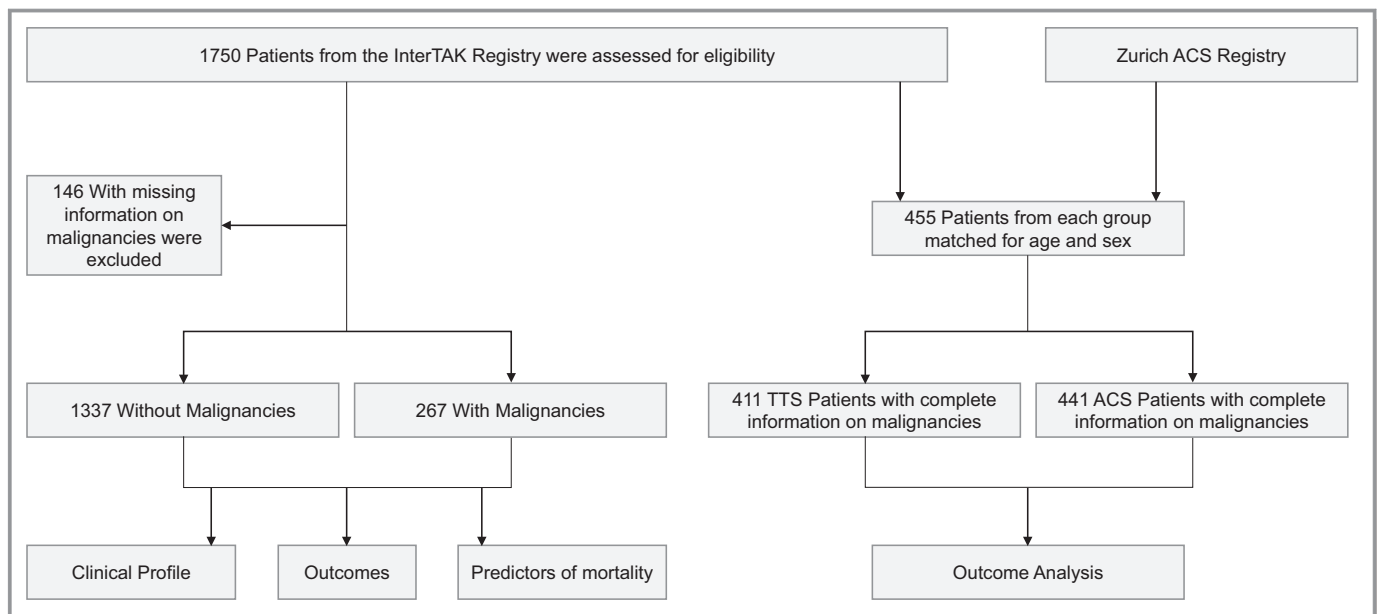 1750 Patients from the InterTAK Registry were assessed for eligibility
Zurich ACS Registry
146 With missing
information on
malignancies were
excluded
455 Patients from each group
matched for age and sex
1337 Without Malignancies
267 With Malignancies
411 TTS Patients with complete
information on malignancies
441 ACS Patients with complete
information on malignancies
Clinical Profile
Outcomes
Predictors of mortality
Outcome Analysis